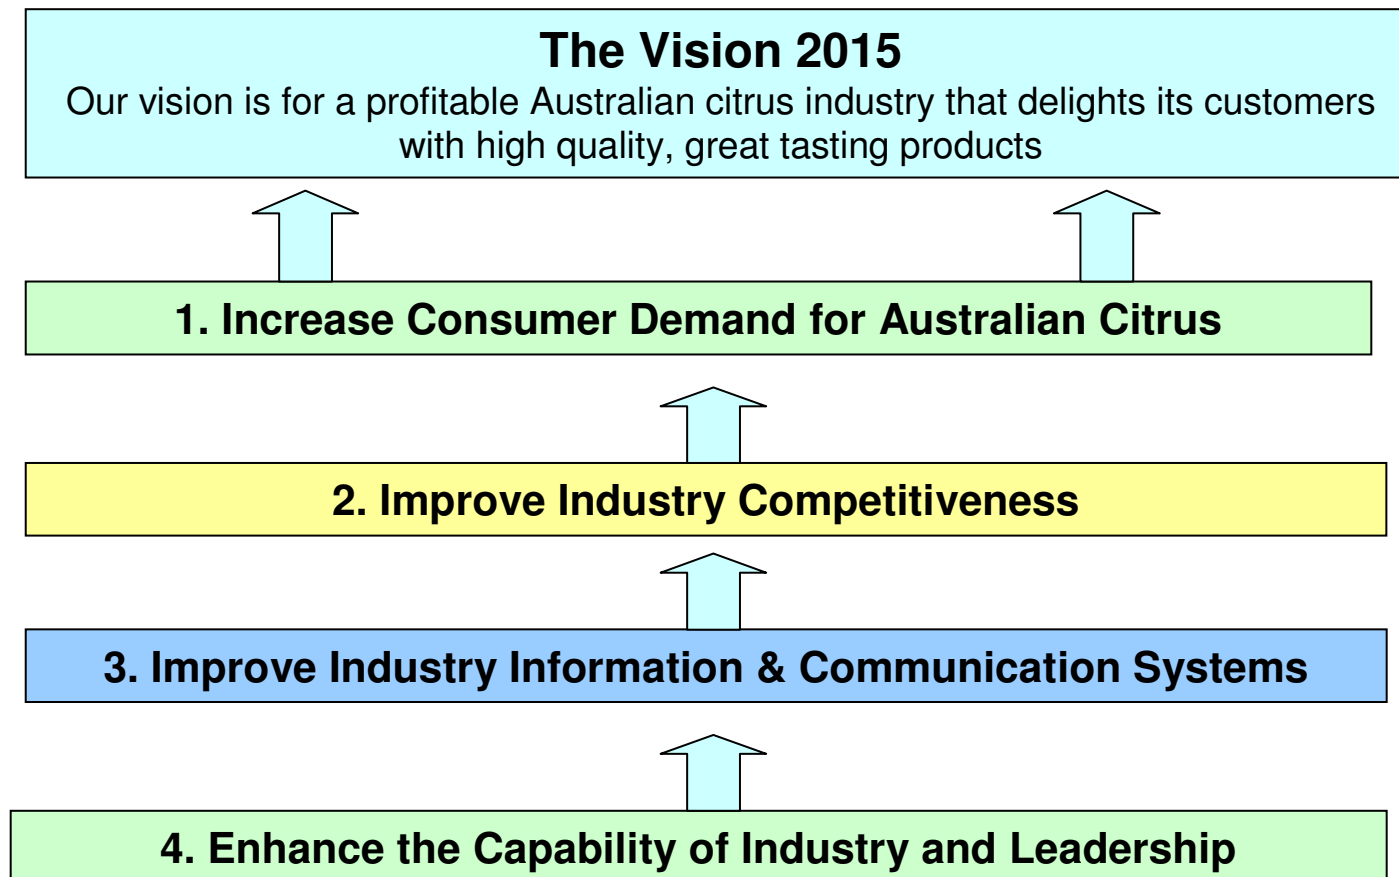 The Vision 2015
Our vision is for a profitable Australian citrus industry that delights its customers
with high quality, great tasting products
1. Increase Consumer Demand for Australian Citrus
2. Improve Industry Competitiveness
3. Improve Industry Information & Communication Systems
4. Enhance the Capability of Industry and Leadership